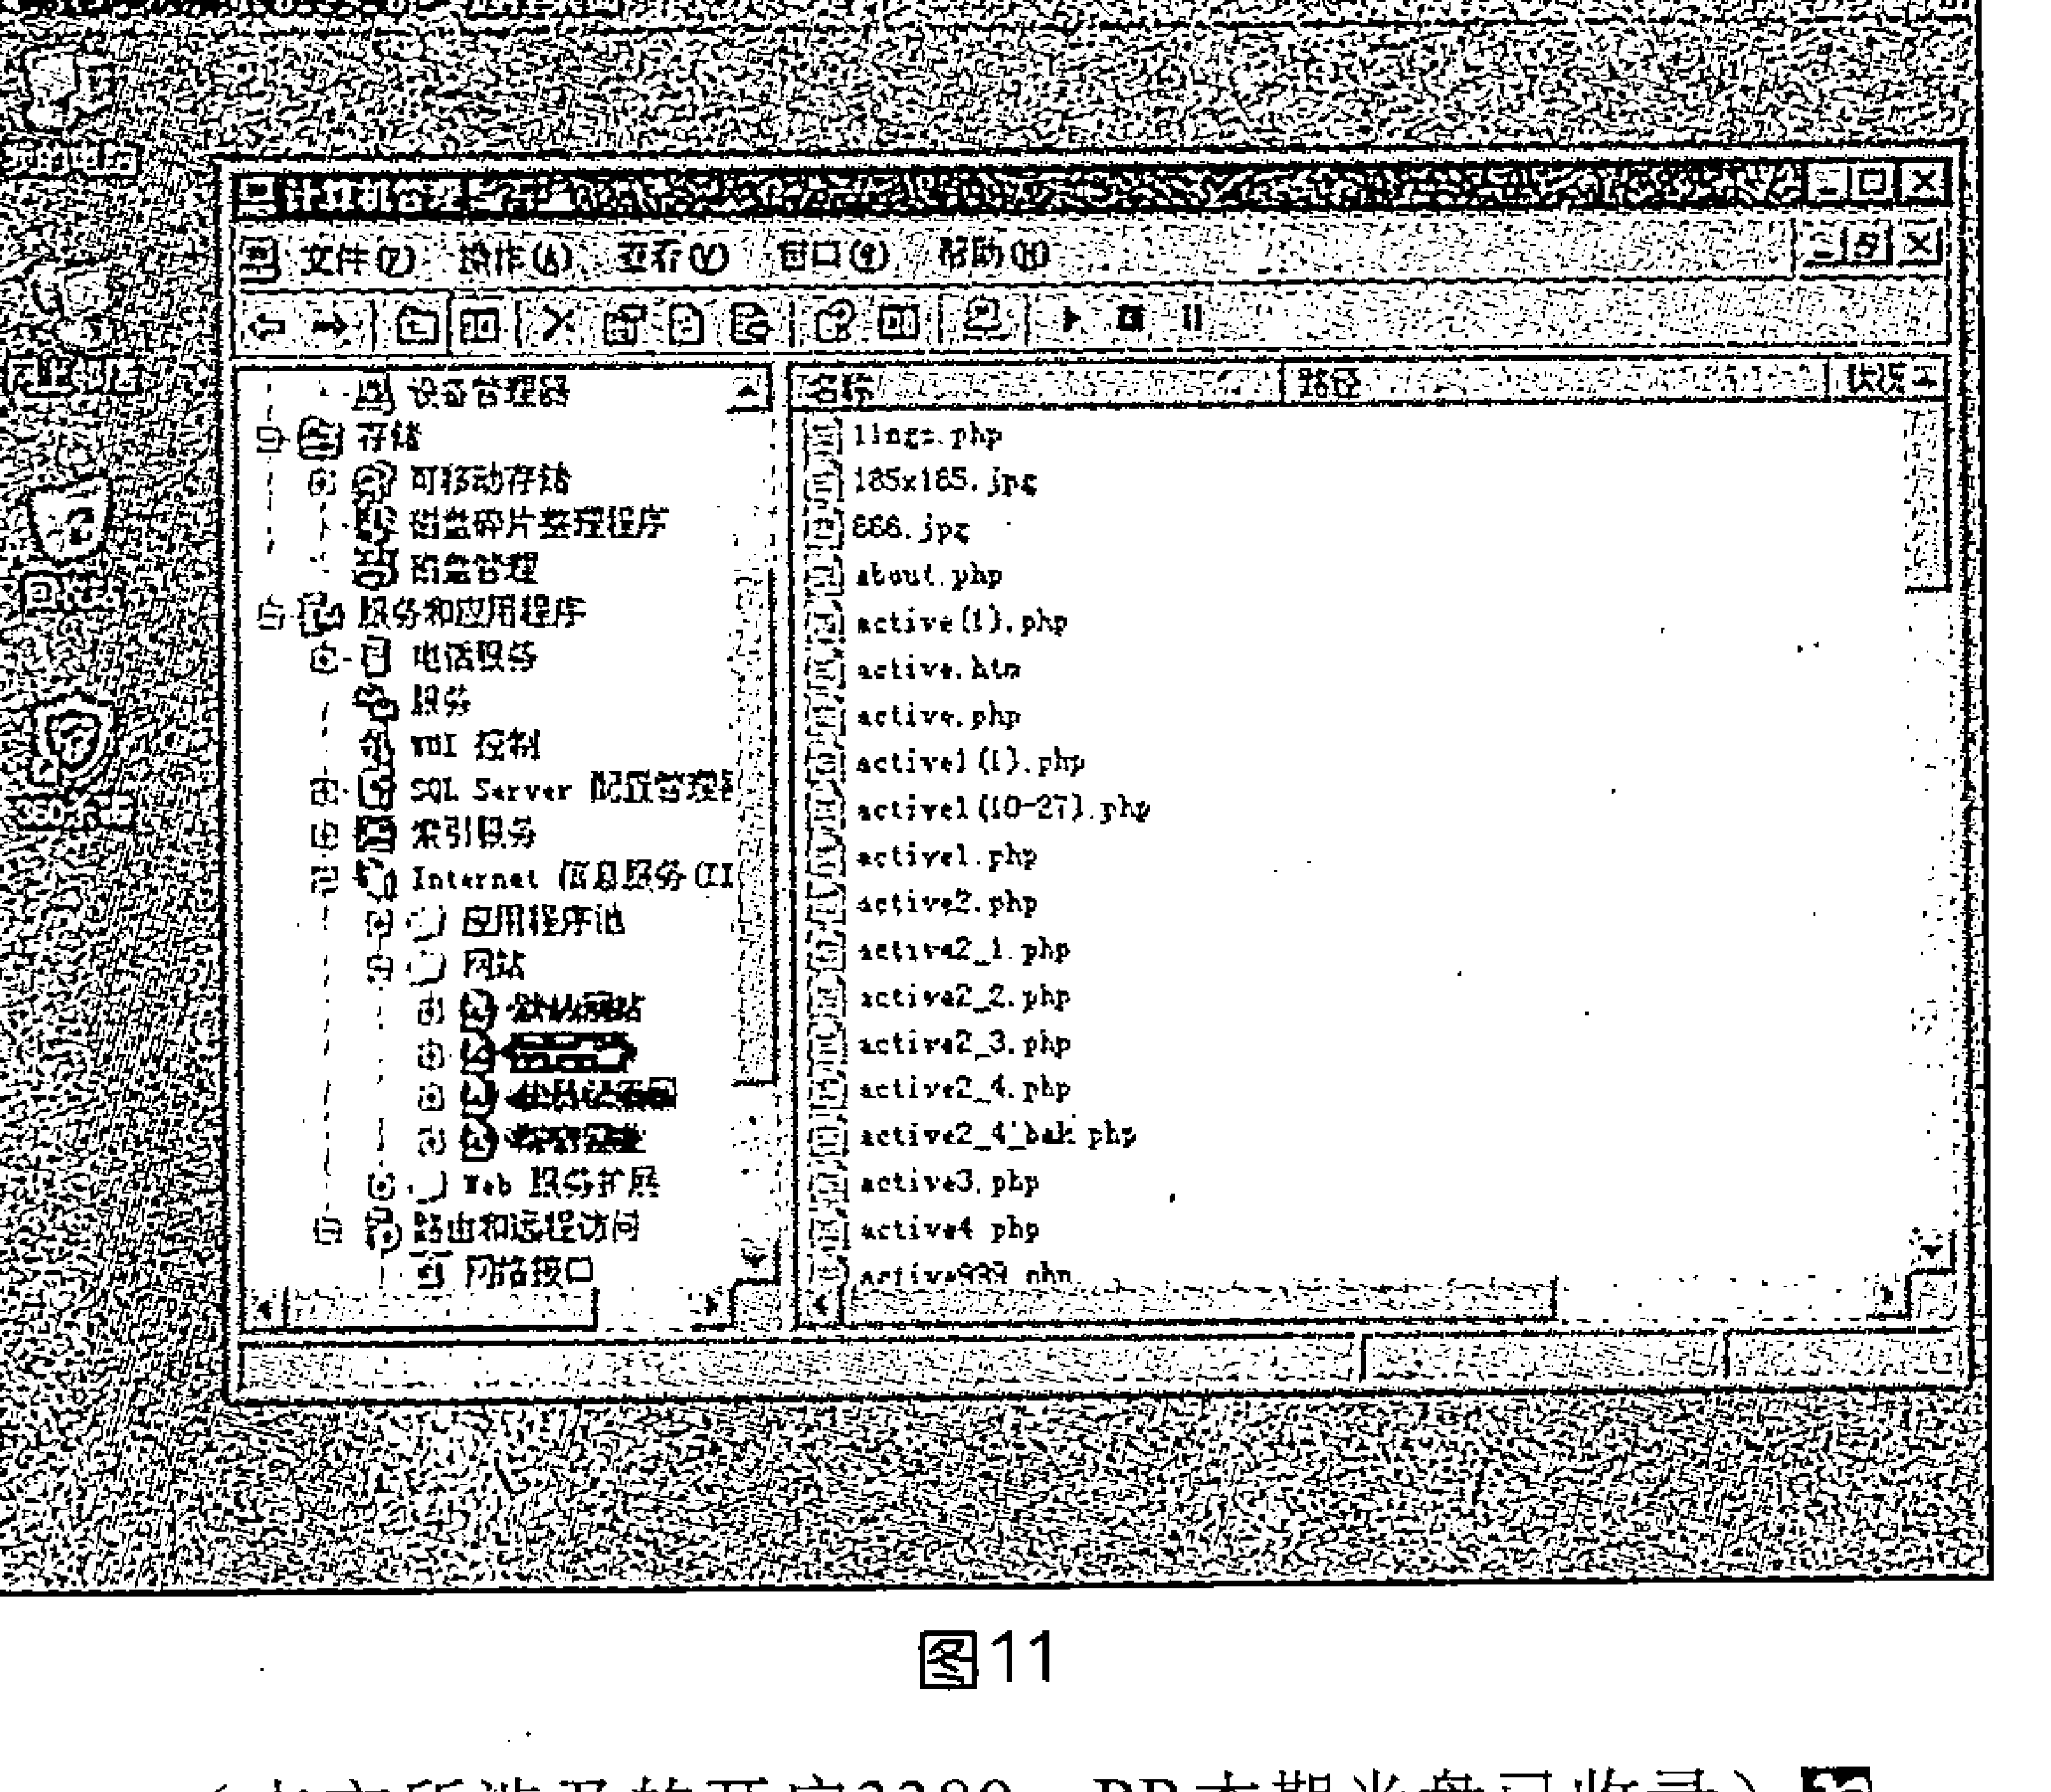 计算机管理
文件(F) 操作(A) 查看(V) 窗口(W) 帮助(H)
设备管理器
存储
可移动存储
磁盘碎片整理程序
磁盘管理
服务和应用程序
电话服务
服务
WMI 控制
SQL Server 配置管理
索引服务
Internet 信息服务(II
应用程序池
网站
默认网站
Web 服务扩展
路由和远程访问
网络接口
名称 路径 状况
185x185.jpg
about.php
active(1).php
active.htm
active.php
active1(1).php
active1(10-27).php
active1.php
active2.php
active2_1.php
active2_2.php
active2_3.php
active2_4.php
active2_4_bak.php
active3.php
active4.php
active999.php
图11